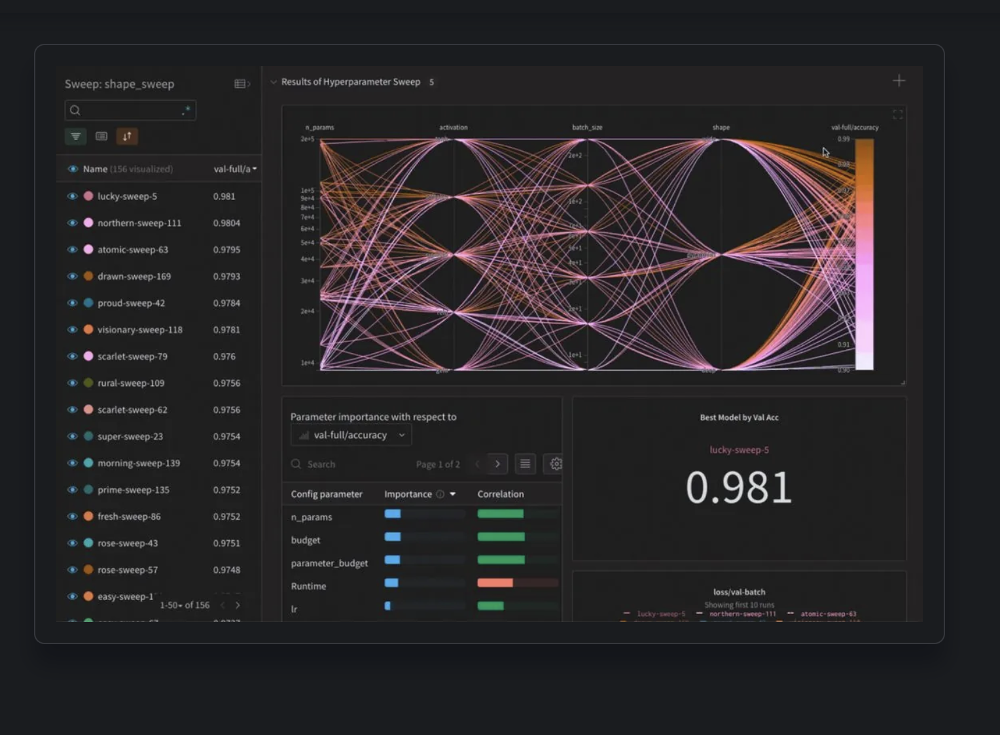 Sweep: shape_sweep
.*
Name (156 visualized) val-full/a
lucky-sweep-5 0.981
northern-sweep-111 0.9804
atomic-sweep-63 0.9795
drawn-sweep-169 0.9793
proud-sweep-42 0.9784
visionary-sweep-118 0.9781
scarlet-sweep-79 0.976
rural-sweep-109 0.9756
scarlet-sweep-62 0.9756
super-sweep-23 0.9754
morning-sweep-139 0.9754
prime-sweep-135 0.9752
fresh-sweep-86 0.9752
rose-sweep-43 0.9751
rose-sweep-57 0.9748
easy-sweep-1
1-50 of 156
Results of Hyperparameter Sweep 5
n_params activation batch_size shape val-full/accuracy
2e+5
1e+5
9e+4
8e+4
7e+4
6e+4
5e+4
4e+4
3e+4
2e+4
1e+4
2e+2
1e+2
5e+1
4e+1
2e+1
1e+1
0.99
0.98
0.97
0.91
0.90
Parameter importance with respect to
val-full/accuracy
Search Page 1 of 2
Config parameter Importance Correlation
n_params
budget
parameter_budget
Runtime
lr
Best Model by Val Acc
lucky-sweep-5
0.981
loss/val-batch
Showing first 10 runs
lucky-sweep-5 northern-sweep-111 atomic-sweep-63